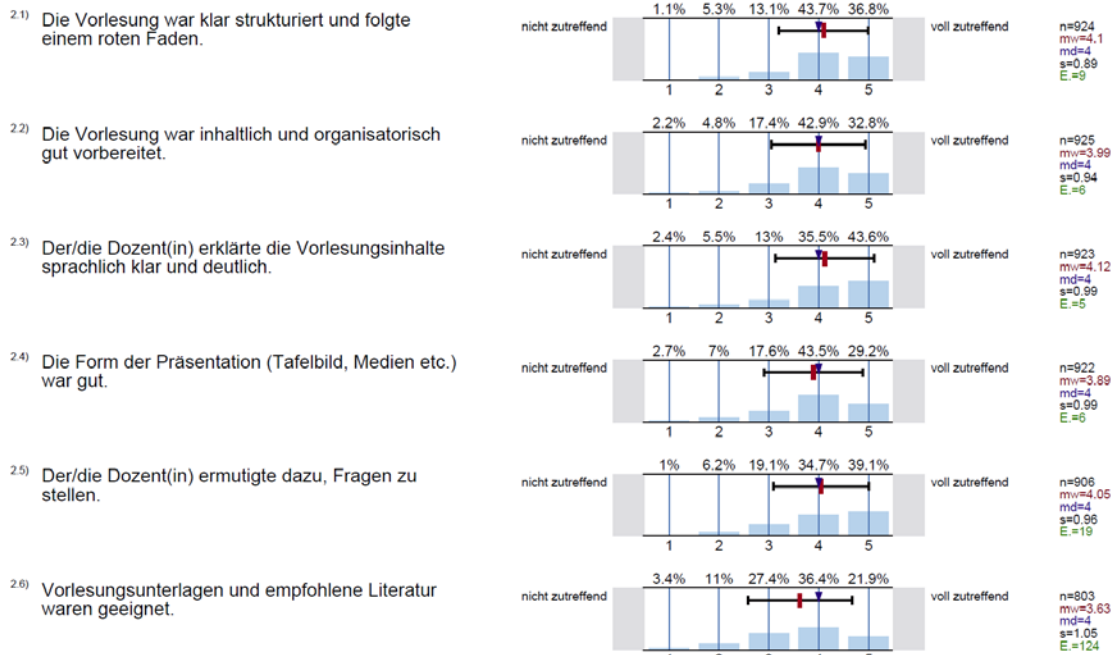 1.1% 5.3% 13.1% 43.7% 36.8%
2.1) Die Vorlesung war klar strukturiert und folgte
einem roten Faden.
nicht zutreffend
voll zutreffend
n=924
mw=4.1
md=4
s=0.89
E.=9
1 2 3 4 5
2.2% 4.8% 17.4% 42.9% 32.8%
2.2) Die Vorlesung war inhaltlich und organisatorisch
gut vorbereitet.
nicht zutreffend
voll zutreffend
n=925
mw=3.99
md=4
s=0.94
E.=6
1 2 3 4 5
2.4% 5.5% 13% 35.5% 43.6%
2.3) Der/die Dozent(in) erklärte die Vorlesungsinhalte
sprachlich klar und deutlich.
nicht zutreffend
voll zutreffend
n=923
mw=4.12
md=4
s=0.99
E.=5
1 2 3 4 5
2.7% 7% 17.6% 43.5% 29.2%
2.4) Die Form der Präsentation (Tafelbild, Medien etc.)
war gut.
nicht zutreffend
voll zutreffend
n=922
mw=3.89
md=4
s=0.99
E.=6
1 2 3 4 5
1% 6.2% 19.1% 34.7% 39.1%
2.5) Der/die Dozent(in) ermutigte dazu, Fragen zu
stellen.
nicht zutreffend
voll zutreffend
n=906
mw=4.05
md=4
s=0.96
E.=19
1 2 3 4 5
3.4% 11% 27.4% 36.4% 21.9%
2.6) Vorlesungsunterlagen und empfohlene Literatur
waren geeignet.
nicht zutreffend
voll zutreffend
n=803
mw=3.63
md=4
s=1.05
E.=124